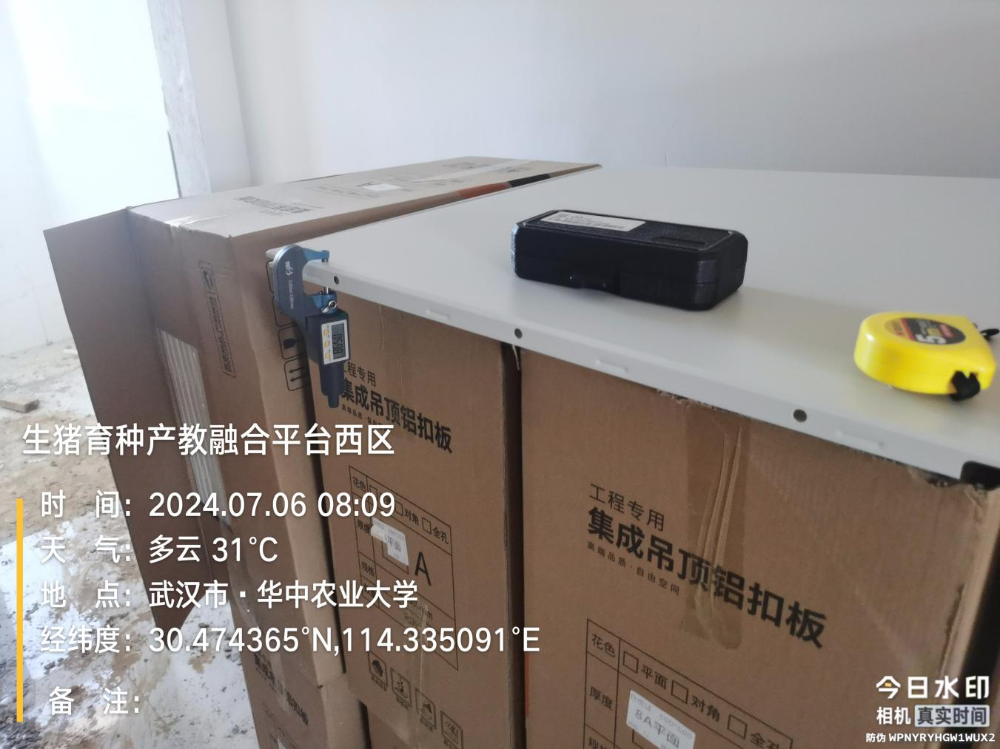 工程专用
集成吊顶铝扣板
花色
对角
全孔
厚度
平面
A
规格
工程专用
集成吊顶铝扣板
高端品质·自由空间
花色
平面
对角
全孔
厚度
8A平面
5m
生猪育种产教融合平台西区
时 间：2024.07.06 08:09
天 气：多云 31℃
地 点：武汉市·华中农业大学
经纬度：30.474365°N,114.335091°E
备 注：
今日水印
相机 真实时间
防伪 WPNYRYHGW1WUX2